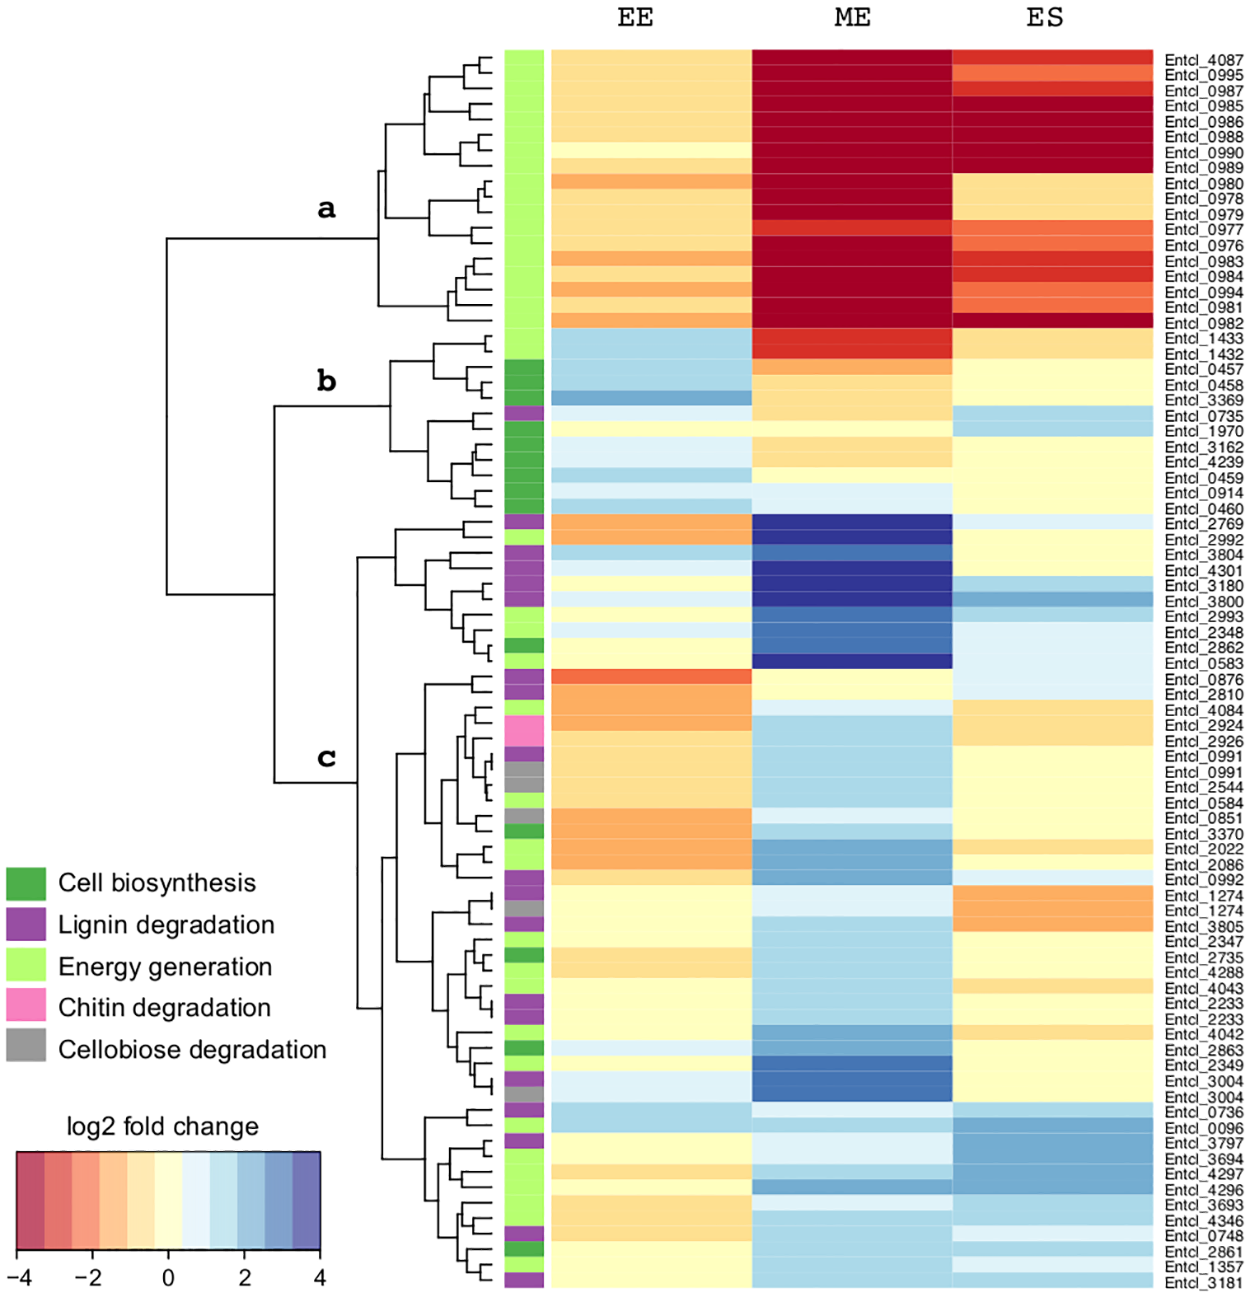 EE ME ES
Entcl_4087
Entcl_0995
Entcl_0987
Entcl_0985
Entcl_0986
Entcl_0988
Entcl_0990
Entcl_0989
Entcl_0980
Entcl_0978
a
Entcl_0979
Entcl_0977
Entcl_0976
Entcl_0983
Entcl_0984
Entcl_0994
Entcl_0981
Entcl_0982
Entcl_1433
Entcl_1432
Entcl_0457
b
Entcl_0458
Entcl_3369
Entcl_0735
Entcl_1970
Entcl_3162
Entcl_4239
Entcl_0459
Entcl_0914
Entcl_0460
Entcl_2769
Entcl_2992
Entcl_3804
Entcl_4301
Entcl_3180
Entcl_3800
Entcl_2993
Entcl_2348
Entcl_2862
Entcl_0583
Entcl_0876
Entcl_2810
Entcl_4084
Entcl_2924
Entcl_2926
c
Entcl_0991
Entcl_0991
Entcl_2544
Entcl_0584
Entcl_0851
Entcl_3370
Entcl_2022
Entcl_2086
Entcl_0992
Entcl_1274
Entcl_1274
Entcl_3805
Entcl_2347
Entcl_2735
Entcl_4288
Entcl_4043
Entcl_2233
Entcl_2233
Entcl_4042
Entcl_2863
Entcl_2349
Entcl_3004
Entcl_3004
Entcl_0736
Entcl_0096
Entcl_3797
Entcl_3694
Entcl_4297
Entcl_4296
Entcl_3693
Entcl_4346
Entcl_0748
Entcl_2861
Entcl_1357
Entcl_3181
Cell biosynthesis
Lignin degradation
Energy generation
Chitin degradation
Cellobiose degradation
log2 fold change
−4 −2 0 2 4